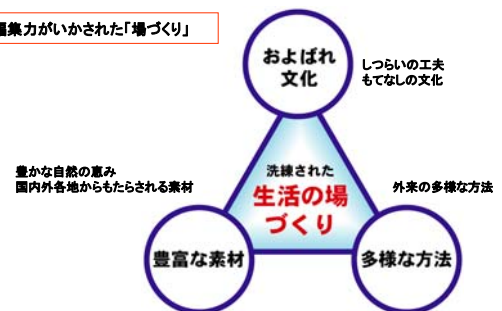 編集力がいかされた「場づくり」
およばれ
文化
しつらいの工夫
もてなしの文化
豊かな自然の恵み
国内外各地からもたらされる素材
洗練された
生活の場
づくり
外来の多様な方法
豊富な素材
多様な方法